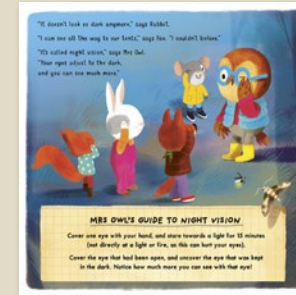 "It doesn't look so dark anymore," says Rabbit.
"I can see all the way to our tents," says Fox. "I couldn't before."
"It's called night vision," says Mrs Owl.
"Your eyes adjust to the dark,
and you can see much more."
MRS OWL'S GUIDE TO NIGHT VISION
Cover one eye with your hand, and stare towards a light for 15 minutes
(not directly at a light or fire, as this can hurt your eyes).
Cover the eye that had been open, and uncover the eye that was kept
in the dark. Notice how much more you can see with that eye!